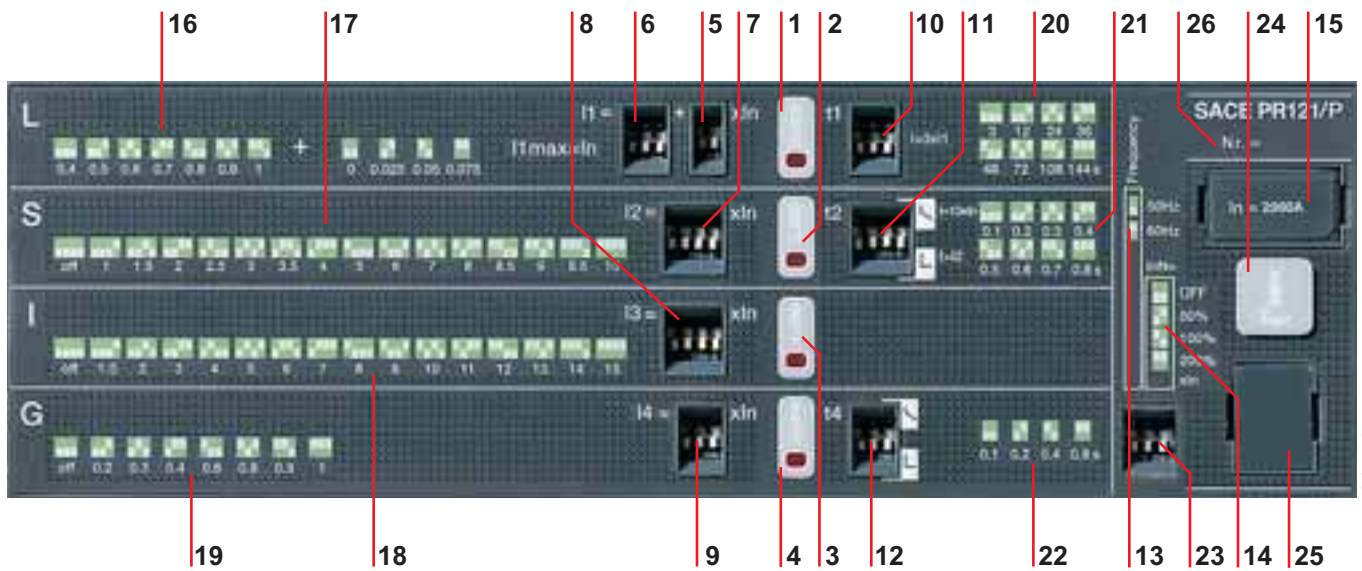 16 17 8 6 5 7 1 2 10 11 20 21 26 24 15
L
0.4 0.5 0.6 0.7 0.8 0.9 1 + 0 0.025 0.05 0.075
I1 = + xIn
I1max=In
t1
3 12 24 36
48 72 108 144 s
Frequency
50Hz
60Hz
SACE PR121/P
Nr. =
In = 2000A
S
off 1 1.5 2 2.5 3 3.5 4 5 6 7 8 8.5 9 9.5 10
I2 = xIn
t2
0.1 0.2 0.3 0.4
0.5 0.6 0.7 0.8 s
InN=
OFF
50%
100%
200%
xIn
I
off 1.5 2 3 4 5 6 7 8 9 10 11 12 13 14 15
I3 = xIn
G
off 0.2 0.3 0.4 0.6 0.8 0.9 1
I4 = xIn
t4
0.1 0.2 0.4 0.8 s
19 18 9 4 3 12 22 13 23 14 25